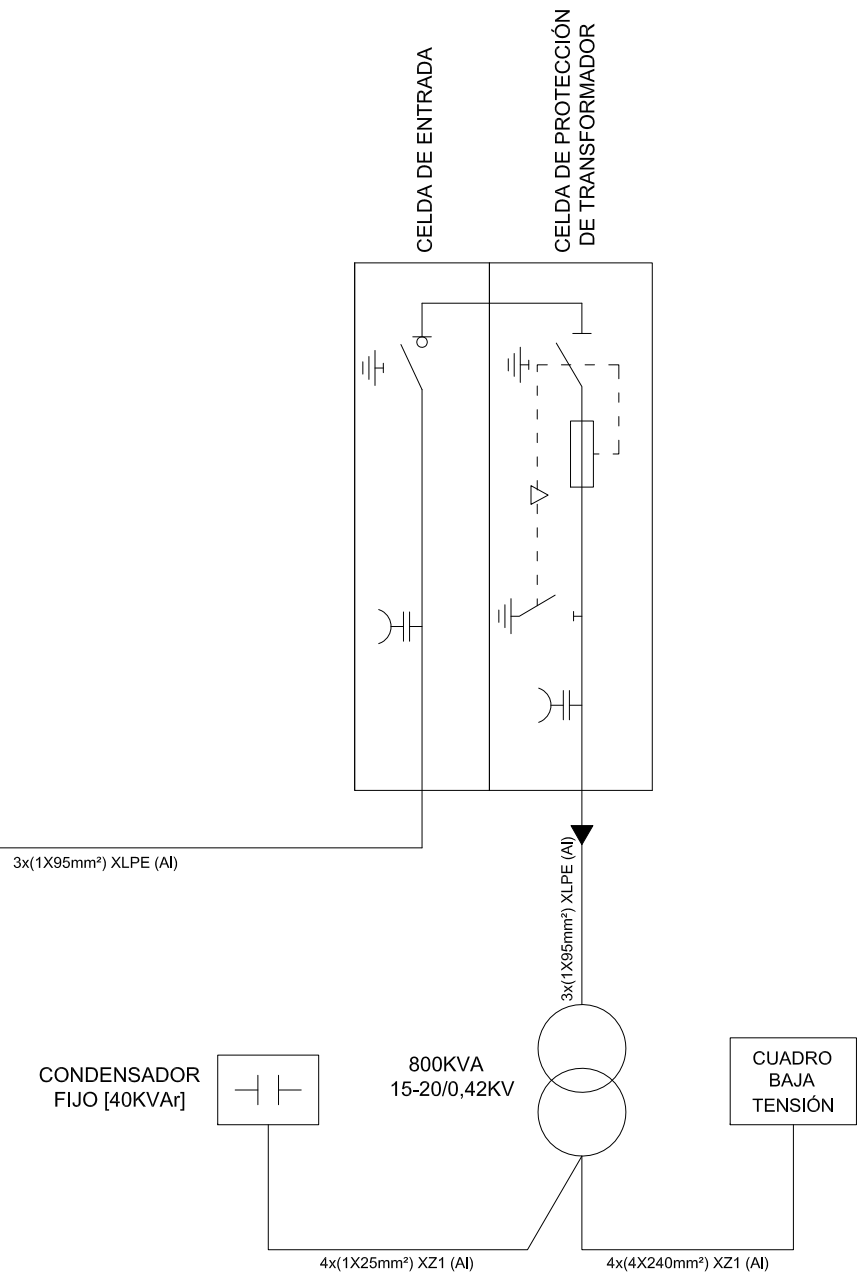 CELDA DE ENTRADA
CELDA DE PROTECCIÓN
DE TRANSFORMADOR
3x(1X95mm²) XLPE (Al)
3x(1X95mm²) XLPE (Al)
CONDENSADOR
FIJO [40KVAr]
800KVA
15-20/0,42KV
CUADRO
BAJA
TENSIÓN
4x(1X25mm²) XZ1 (Al)
4x(4X240mm²) XZ1 (Al)